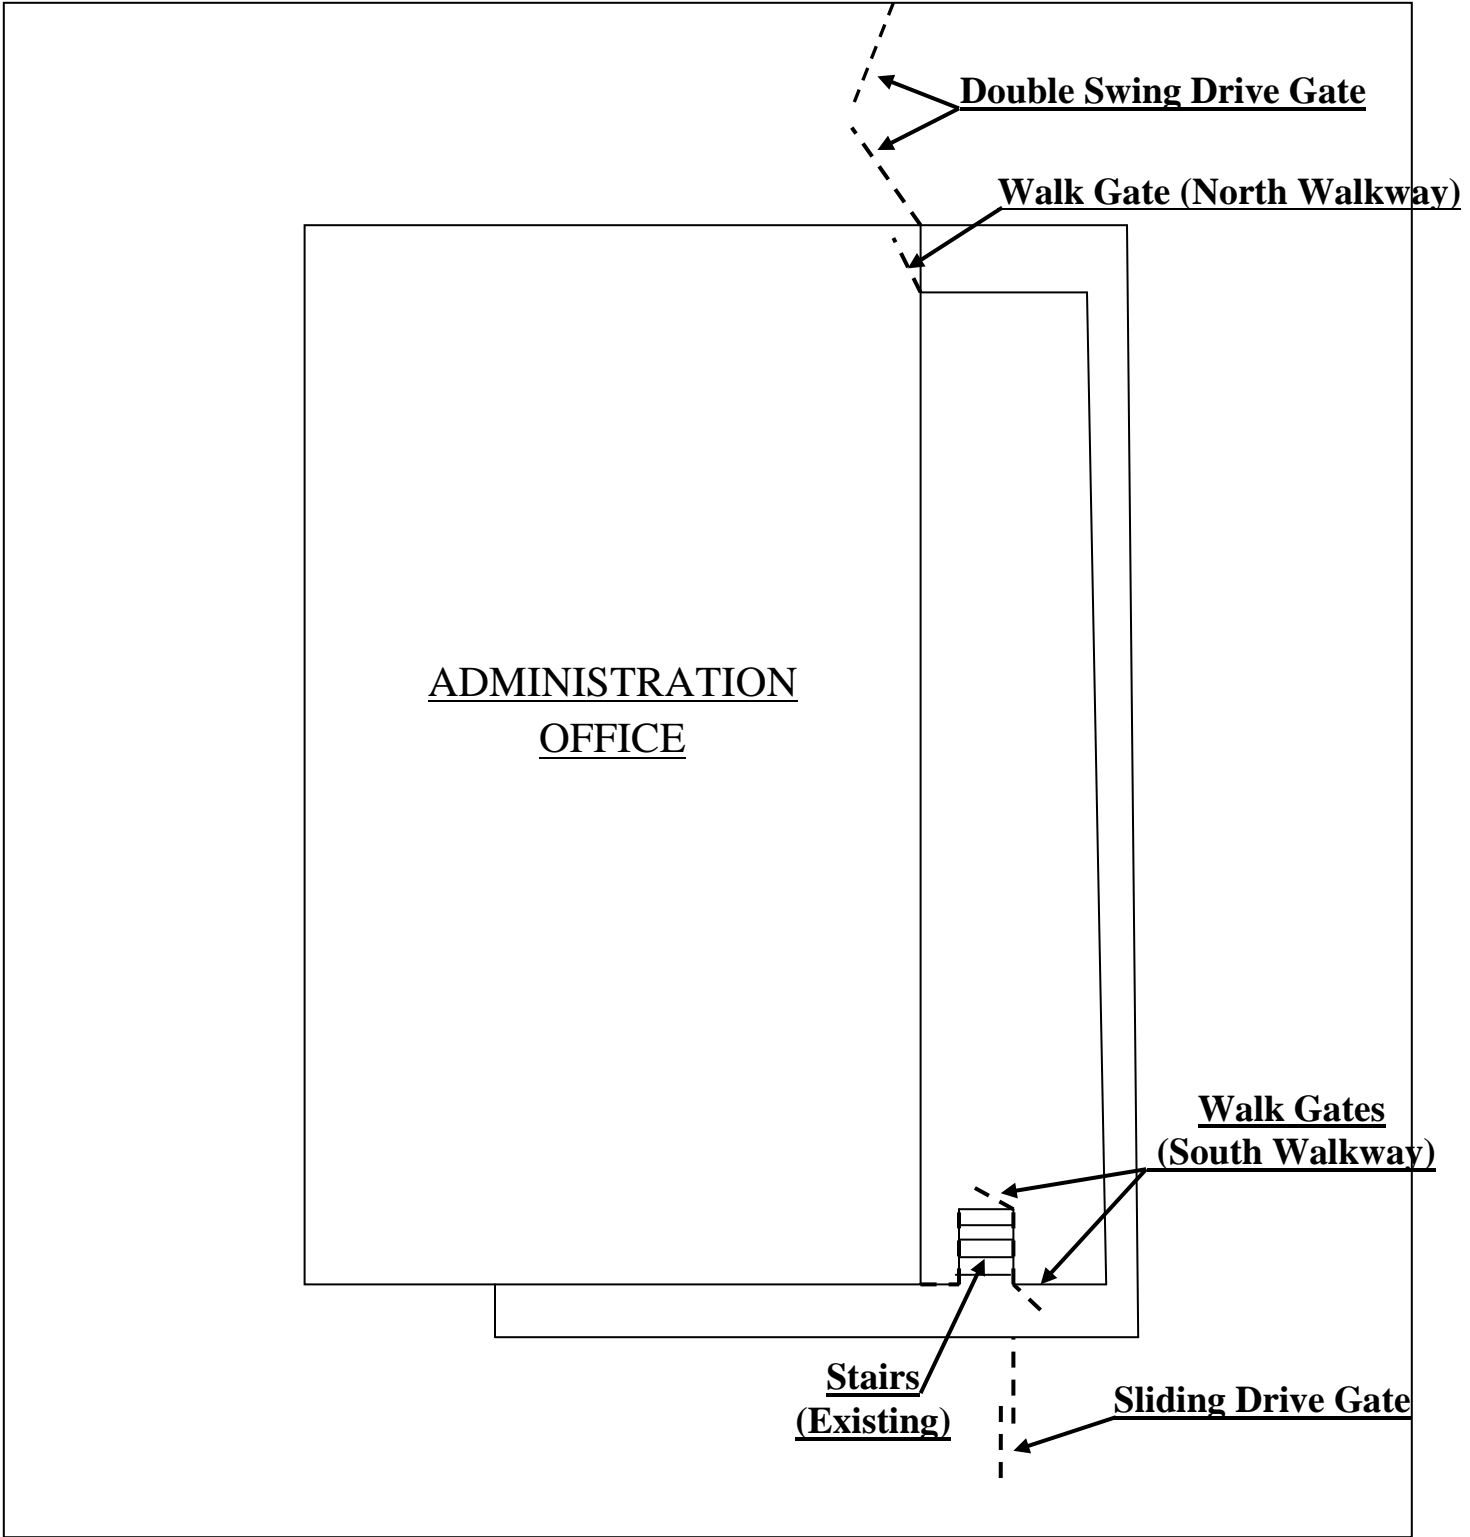 Double Swing Drive Gate
Walk Gate (North Walkway)
ADMINISTRATION
OFFICE
Walk Gates
(South Walkway)
Stairs
(Existing)
Sliding Drive Gate